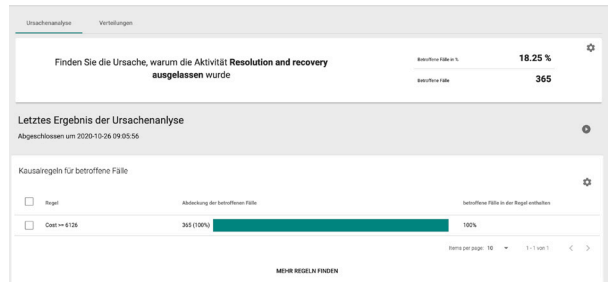 Ursachenanalyse Verteilungen
Finden Sie die Ursache, warum die Aktivität Resolution and recovery
ausgelassen wurde
Betroffene Fälle in % 18.25 %
Betroffene Fälle 365
Letztes Ergebnis der Ursachenanlyse
Abgeschlossen um 2020-10-26 09:05:56
Kausalregeln für betroffene Fälle
Regel Abdeckung der betroffenen Fälle betroffene Fälle in der Regel enthalten
Cost >= 6126 365 (100%) 100%
Items per page: 10 1 - 1 von 1
MEHR REGELN FINDEN